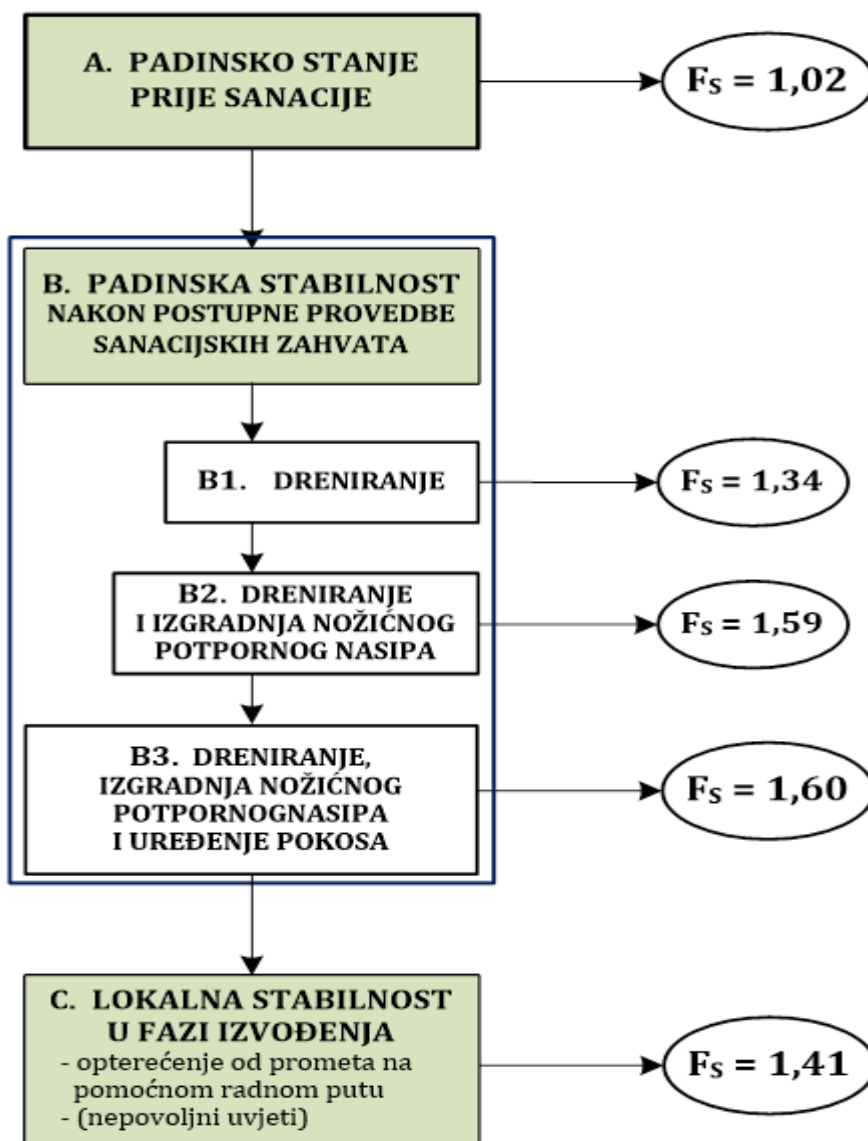 A. PADINSKO STANJE
PRIJE SANACIJE
FS = 1,02
B. PADINSKA STABILNOST
NAKON POSTUPNE PROVEDBE
SANACIJSKIH ZAHVATA
B1. DRENIRANJE
FS = 1,34
B2. DRENIRANJE
I IZGRADNJA NOŽIĆNOG
POTPORNOG NASIPA
FS = 1,59
B3. DRENIRANJE,
IZGRADNJA NOŽIĆNOG
POTPORNOGNASIPA
I UREĐENJE POKOSA
FS = 1,60
C. LOKALNA STABILNOST
U FAZI IZVOĐENJA
- opterećenje od prometa na
pomoćnom radnom putu
- (nepovoljni uvjeti)
FS = 1,41